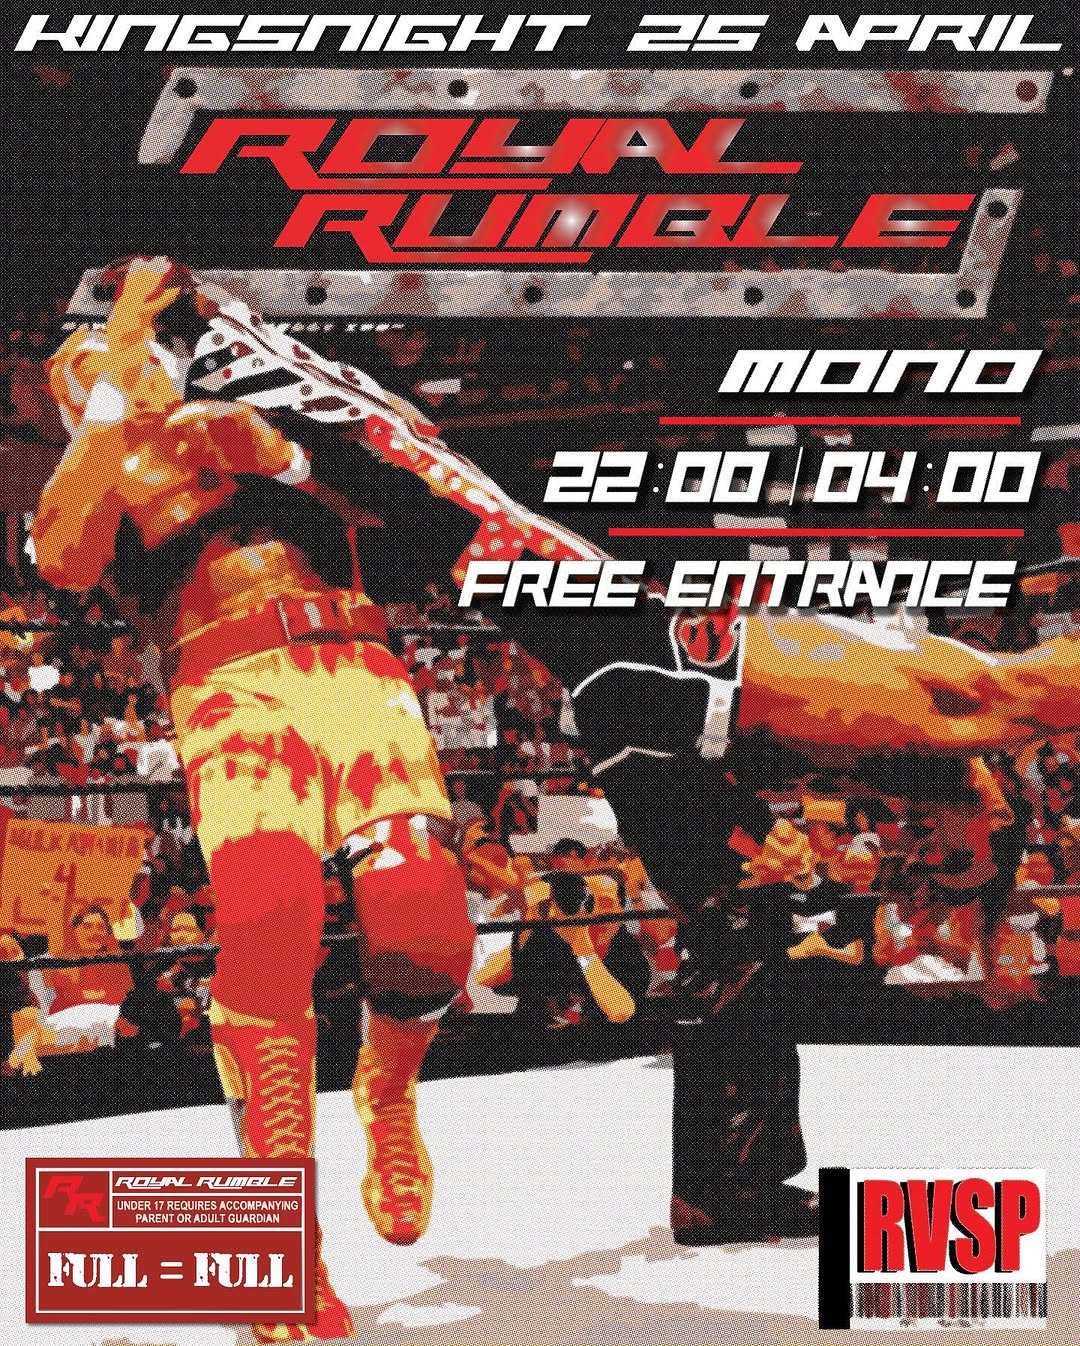 KINGSNIGHT 25 APRIL
ROYAL
RUMBLE
MONO
22:00 | 04:00
FREE ENTRANCE
RR
ROYAL RUMBLE
UNDER 17 REQUIRES ACCOMPANYING
PARENT OR ADULT GUARDIAN
FULL = FULL
RVSP